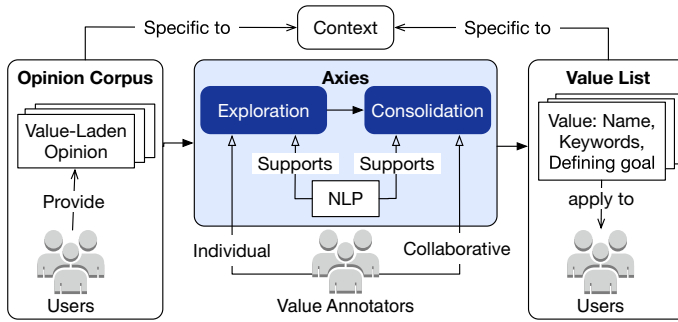 Specific to
Context
Specific to
Opinion Corpus
Value-Laden
Opinion
Provide
Users
Axies
Exploration
Consolidation
Supports
Supports
NLP
Individual
Collaborative
Value Annotators
Value List
Value: Name,
Keywords,
Defining goal
apply to
Users